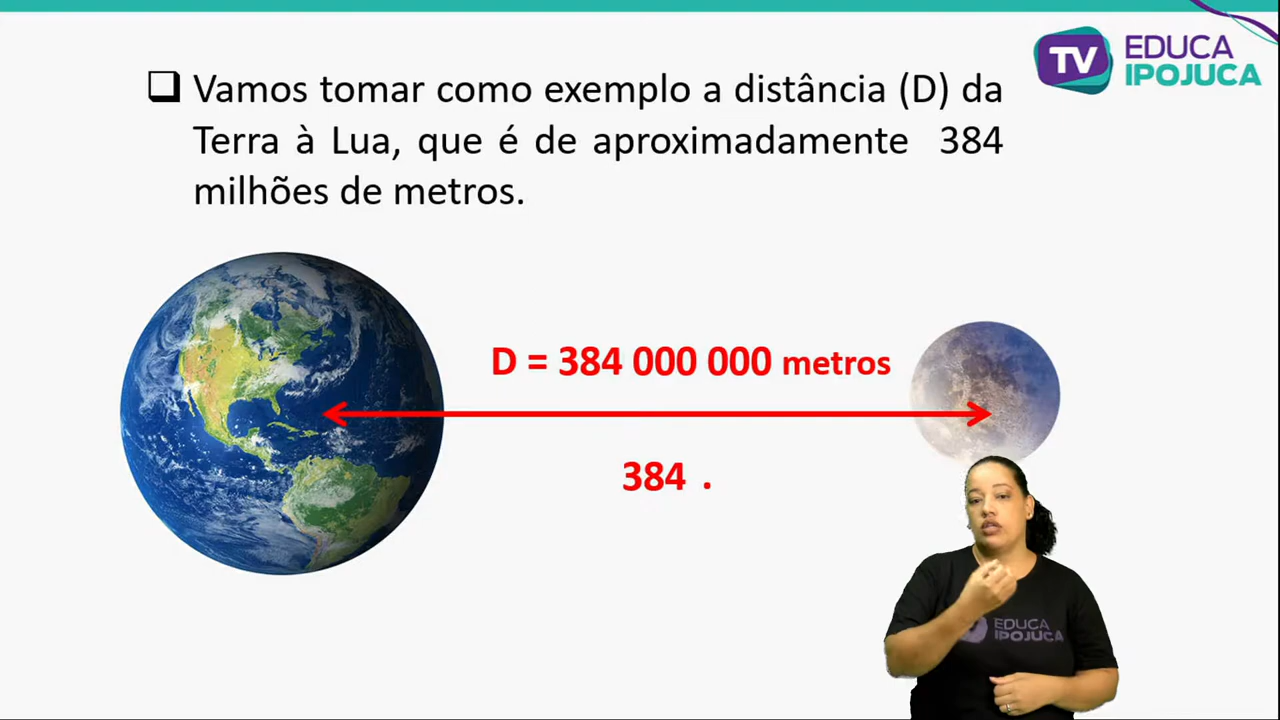 TV EDUCA
IPOJUCA
Vamos tomar como exemplo a distância (D) da
Terra à Lua, que é de aproximadamente 384
milhões de metros.
D = 384 000 000 metros
384 .
EDUCA
IPOJUCA